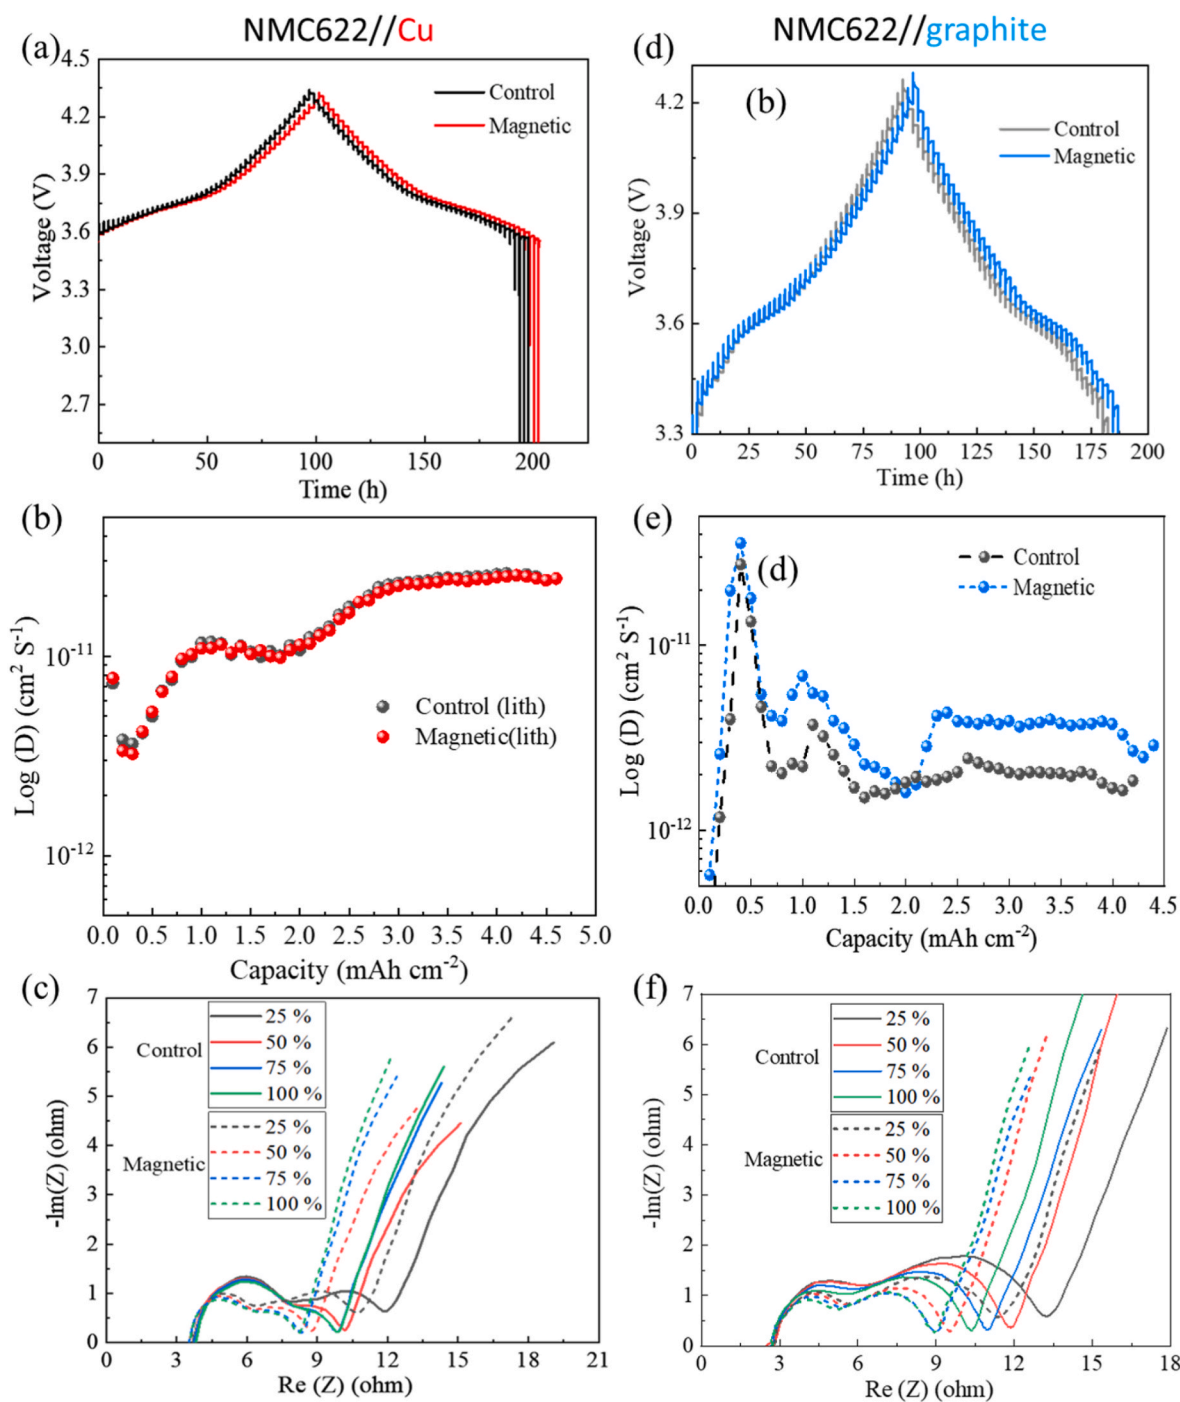 NMC622//Cu
(a)
4.5
4.2
3.9
3.6
3.3
3.0
2.7
Voltage (V)
Control
Magnetic
0
50
100
150
200
Time (h)
NMC622//graphite
(d)
(b)
4.2
3.9
3.6
3.3
Voltage (V)
Control
Magnetic
0
25
50
75
100
125
150
175
200
Time (h)
(b)
10-11
10-12
Log (D) (cm2 S-1)
Control (lith)
Magnetic(lith)
0.0
0.5
1.0
1.5
2.0
2.5
3.0
3.5
4.0
4.5
5.0
Capacity (mAh cm-2)
(e)
(d)
10-11
10-12
Log (D) (cm2 S-1)
Control
Magnetic
0.0
0.5
1.0
1.5
2.0
2.5
3.0
3.5
4.0
4.5
Capacity (mAh cm-2)
(c)
7
6
5
4
3
2
1
0
-Im(Z) (ohm)
Control
25 %
50 %
75 %
100 %
Magnetic
25 %
50 %
75 %
100 %
0
3
6
9
12
15
18
21
Re (Z) (ohm)
(f)
7
6
5
4
3
2
1
0
-Im(Z) (ohm)
Control
25 %
50 %
75 %
100 %
Magnetic
25 %
50 %
75 %
100 %
0
3
6
9
12
15
18
Re (Z) (ohm)